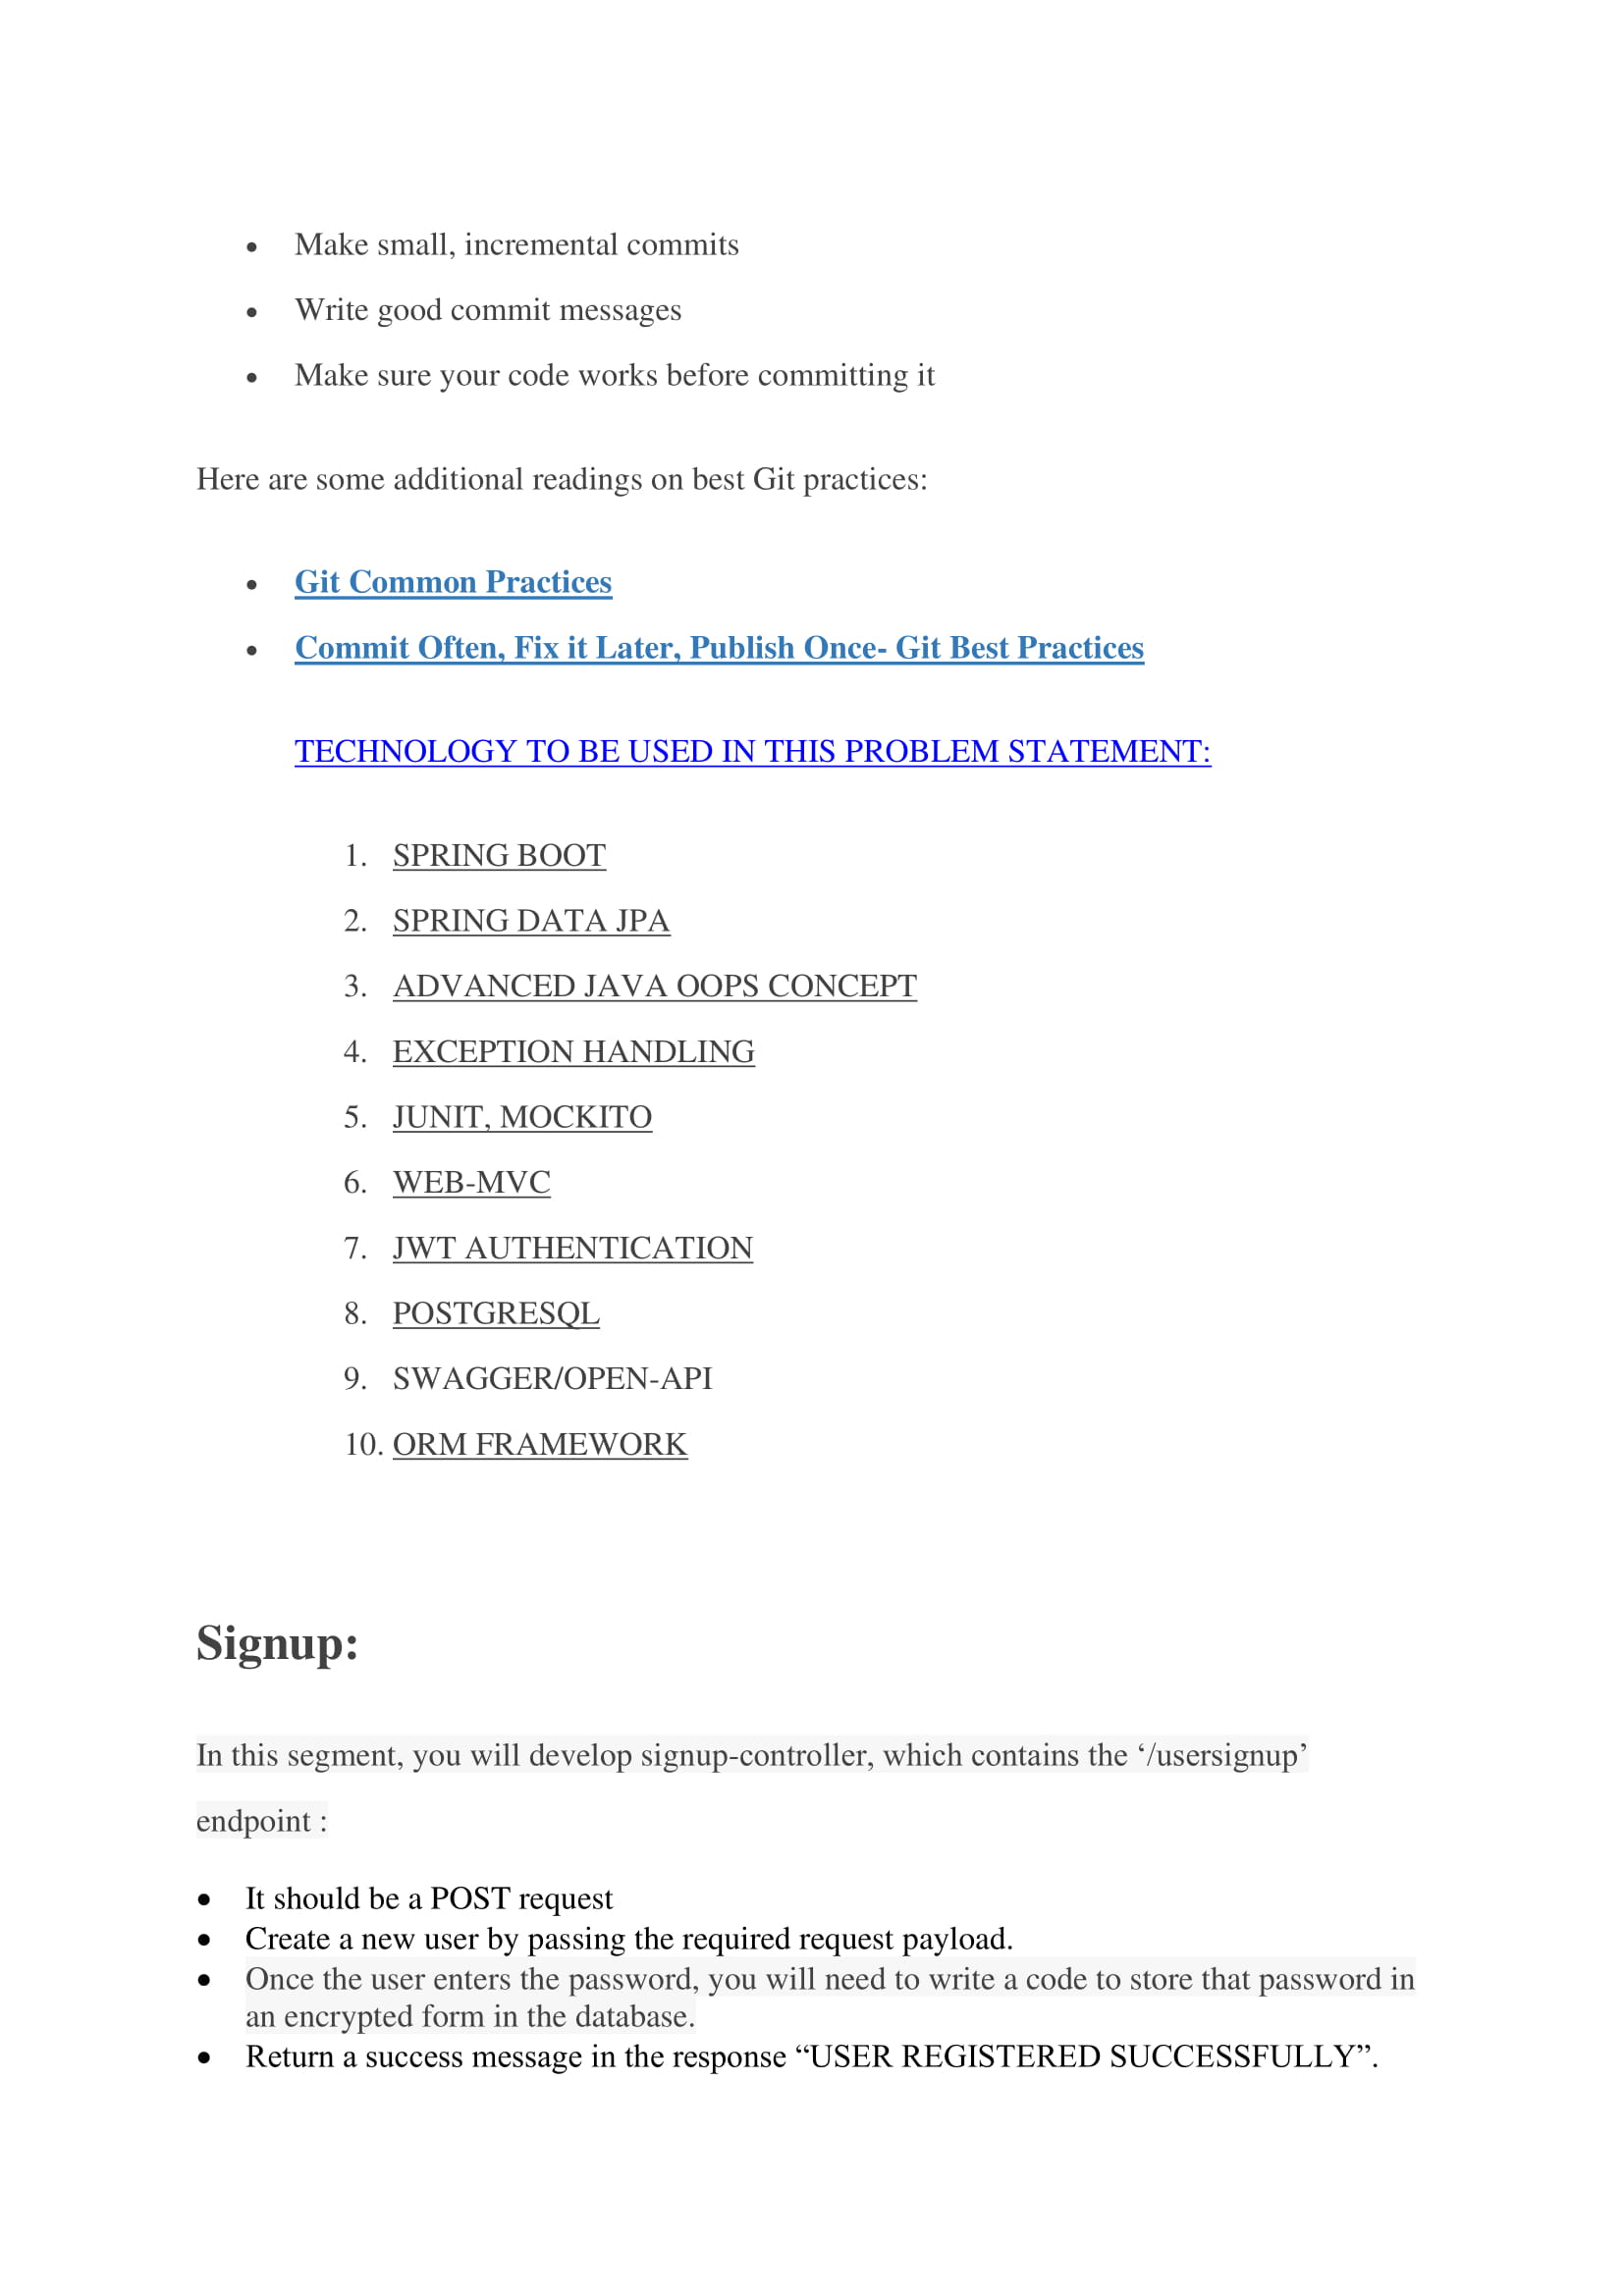 • Make small, incremental commits
• Write good commit messages
• Make sure your code works before committing it
Here are some additional readings on best Git practices:
• Git Common Practices
• Commit Often, Fix it Later, Publish Once- Git Best Practices
TECHNOLOGY TO BE USED IN THIS PROBLEM STATEMENT:
1. SPRING BOOT
2. SPRING DATA JPA
3. ADVANCED JAVA OOPS CONCEPT
4. EXCEPTION HANDLING
5. JUNIT, MOCKITO
6. WEB-MVC
7. JWT AUTHENTICATION
8. POSTGRESQL
9. SWAGGER/OPEN-API
10. ORM FRAMEWORK
Signup:
In this segment, you will develop signup-controller, which contains the ‘/usersignup’
endpoint :
• It should be a POST request
• Create a new user by passing the required request payload.
• Once the user enters the password, you will need to write a code to store that password in
an encrypted form in the database.
• Return a success message in the response “USER REGISTERED SUCCESSFULLY”.